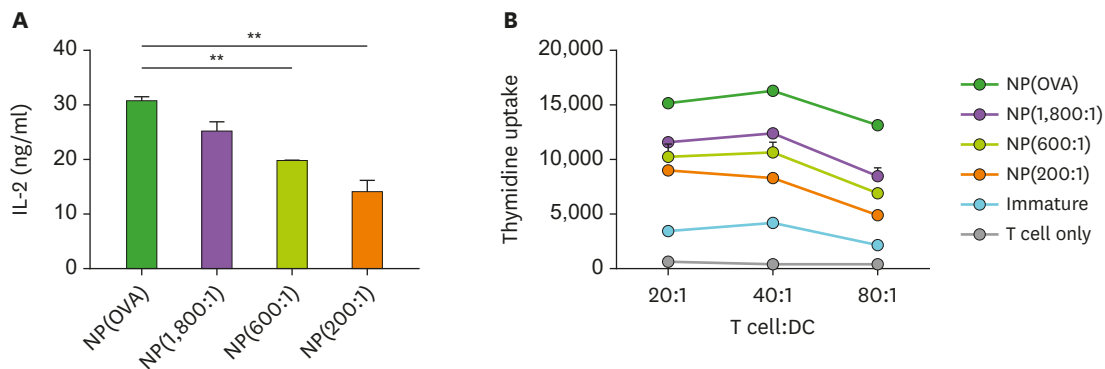 A
**
**
IL-2 (ng/ml)
40
30
20
10
0
NP(OVA)
NP(1,800:1)
NP(600:1)
NP(200:1)
B
Thymidine uptake
20,000
15,000
10,000
5,000
0
20:1
40:1
80:1
T cell:DC
NP(OVA)
NP(1,800:1)
NP(600:1)
NP(200:1)
Immature
T cell only